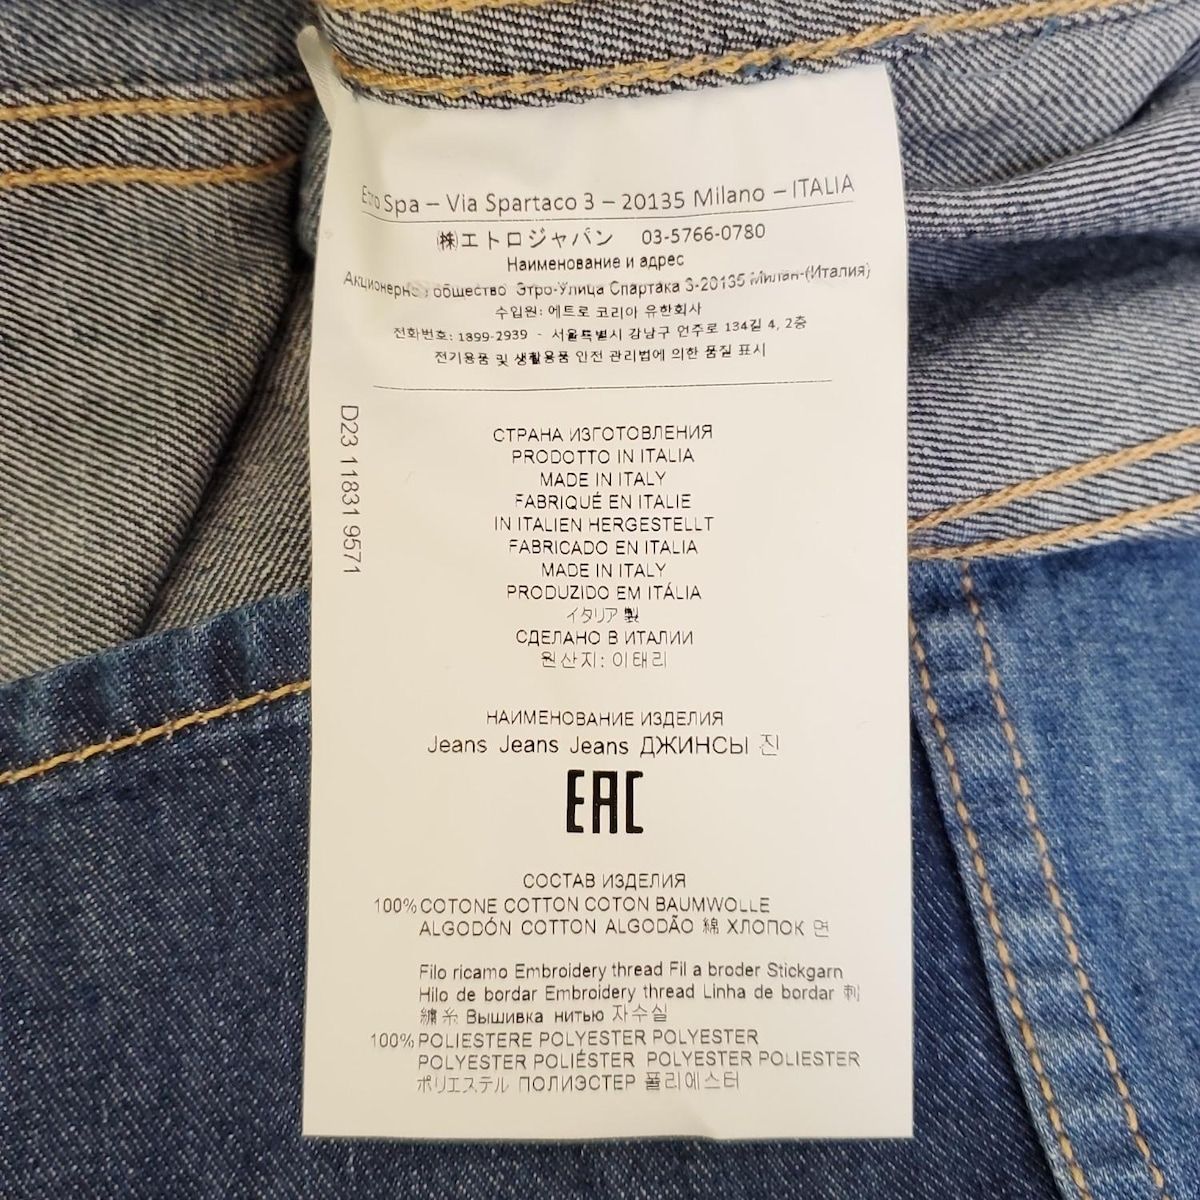 Etro Spa – Via Spartaco 3 – 20135 Milano – ITALIA
㈱エトロジャパン 03-5766-0780
Наименование и адрес
общество Этро-Улица Спартака 3-20135 Милан-(Италия)
수입원: 에트로 코리아 유한회사
전화번호: 1899-2939 - 서울특별시 강남구 언주로 134길 4, 2층
전기용품 및 생활용품 안전 관리법에 의한 품질 표시
D23 11831 9571
СТРАНА ИЗГОТОВЛЕНИЯ
PRODOTTO IN ITALIA
MADE IN ITALY
FABRIQUÉ EN ITALIE
IN ITALIEN HERGESTELLT
FABRICADO EN ITALIA
MADE IN ITALY
PRODUZIDO EM ITÁLIA
イタリア製
СДЕЛАНО В ИТАЛИИ
원산지: 이태리
НАИМЕНОВАНИЕ ИЗДЕЛИЯ
Jeans Jeans Jeans ДЖИНСЫ 진
EAC
СОСТАВ ИЗДЕЛИЯ
100% COTONE COTTON COTON BAUMWOLLE
ALGODÓN COTTON ALGODÃO 綿 ХЛОПОК 면
Filo ricamo Embroidery thread Fil a broder Stickgarn
Hilo de bordar Embroidery thread Linha de bordar 刺
繍糸 Вышивка нитью 자수실
100% POLIESTERE POLYESTER POLYESTER
POLYESTER POLIÉSTER POLYESTER POLIESTER
ポリエステル ПОЛИЭСТЕР 폴리에스터